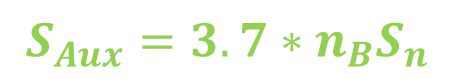 S_Aux = 3.7 * n_B S_n